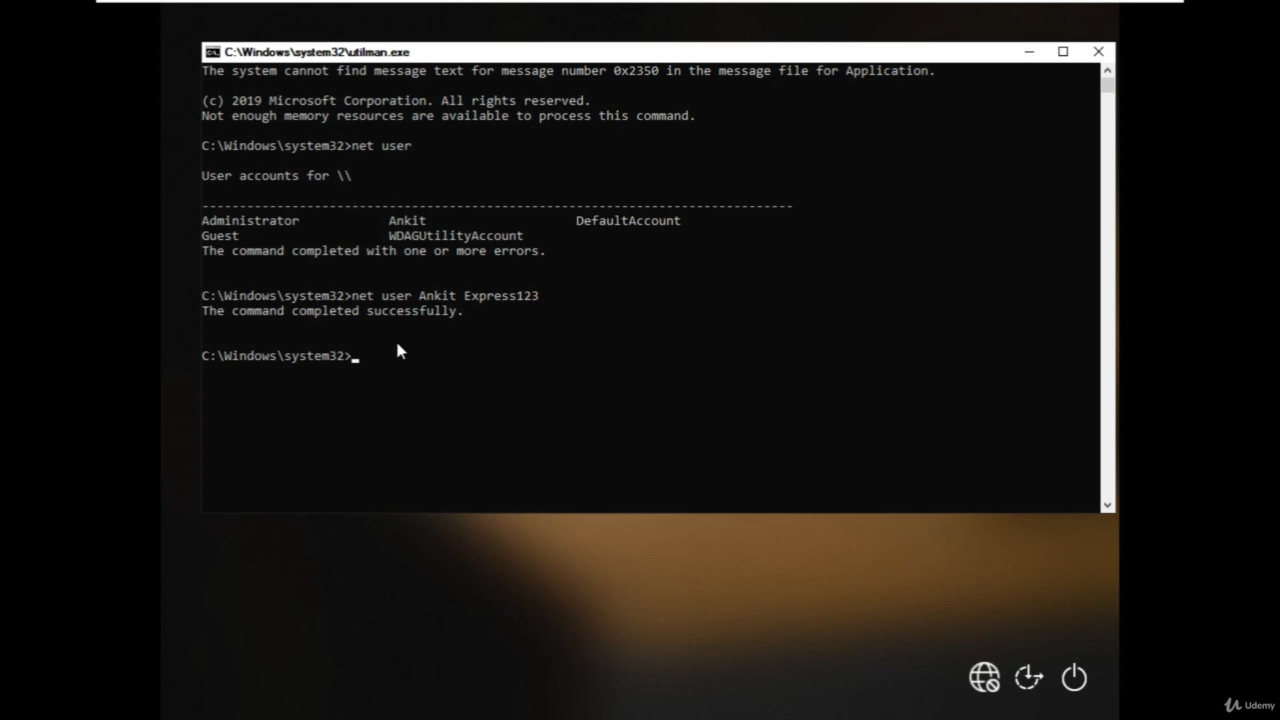 C:\Windows\system32\utilman.exe
The system cannot find message text for message number 0x2350 in the message file for Application.
(c) 2019 Microsoft Corporation. All rights reserved.
Not enough memory resources are available to process this command.
C:\Windows\system32>net user
User accounts for \\
-------------------------------------------------------------------------------
Administrator            Ankit                    DefaultAccount
Guest                    WDAGUtilityAccount
The command completed with one or more errors.
C:\Windows\system32>net user Ankit Express123
The command completed successfully.
C:\Windows\system32>_
Udemy